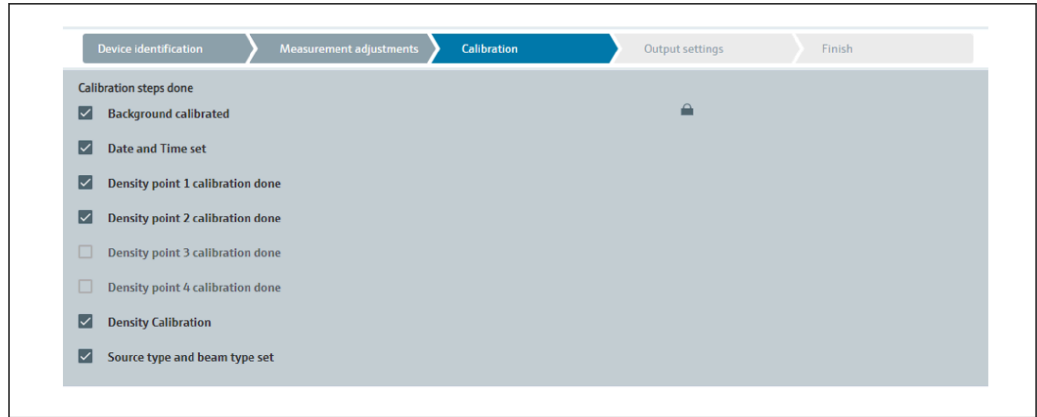 Device identification
Measurement adjustments
Calibration
Output settings
Finish
Calibration steps done
Background calibrated
Date and Time set
Density point 1 calibration done
Density point 2 calibration done
Density point 3 calibration done
Density point 4 calibration done
Density Calibration
Source type and beam type set